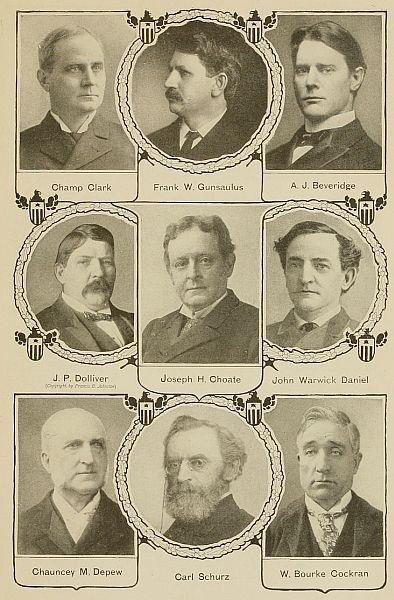 Champ Clark
Frank W. Gunsaulus
A. J. Beveridge
J. P. Dolliver
(Copyright, by Francis B. Johnston)
Joseph H. Choate
John Warwick Daniel
Chauncey M. Depew
Carl Schurz
W. Bourke Cockran